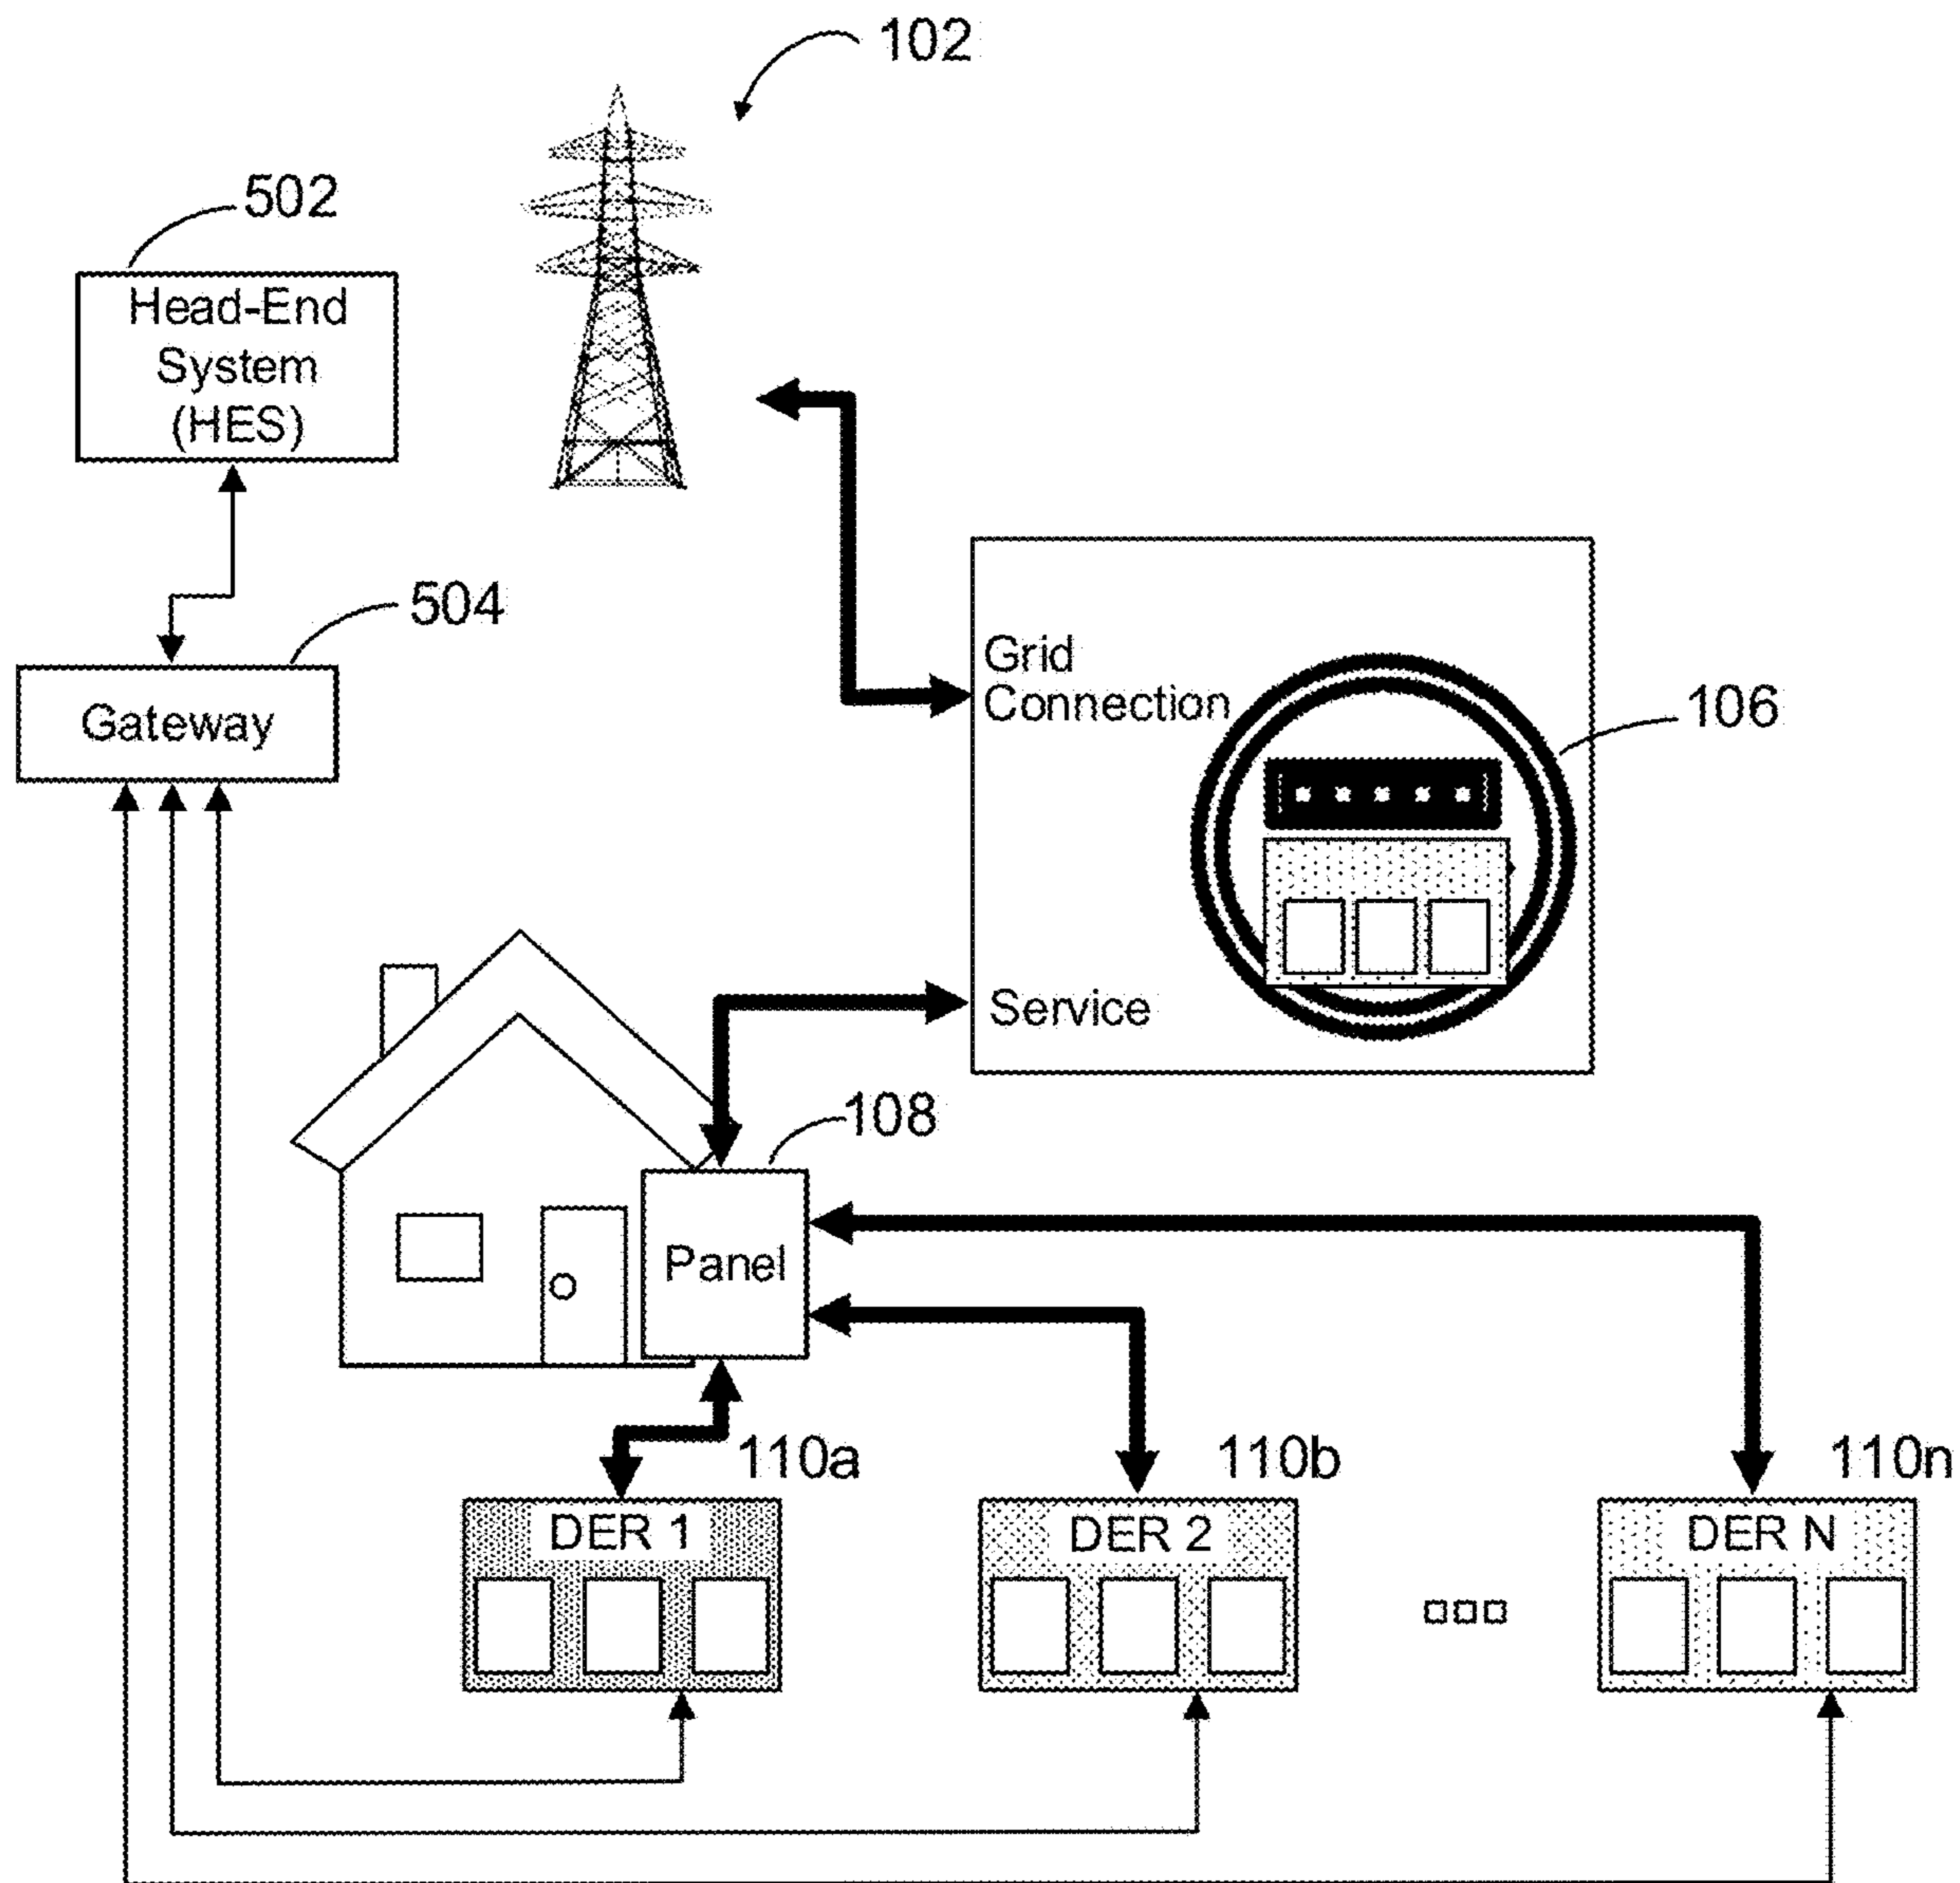 102
502
Head-End
System
(HES)
504
Gateway
Grid
Connection
106
Service
108
Panel
110a
110b
110n
DER 1
DER 2
DER N